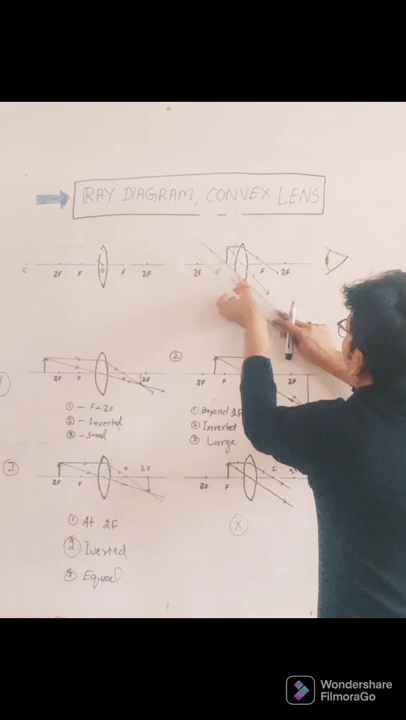 RAY DIAGRAM, CONVEX LENS
C 2F F O F 2F
2F F 2F
2F F F 2F
① - F & 2F
② - Inverted
③ - Small
②
2F F 2F
① Beyond 2F
② Inverted
③ Large
③
2F F F 2F
① At 2F
② Iverted
③ Equal
2F F F
X
Wondershare
FilmoraGo